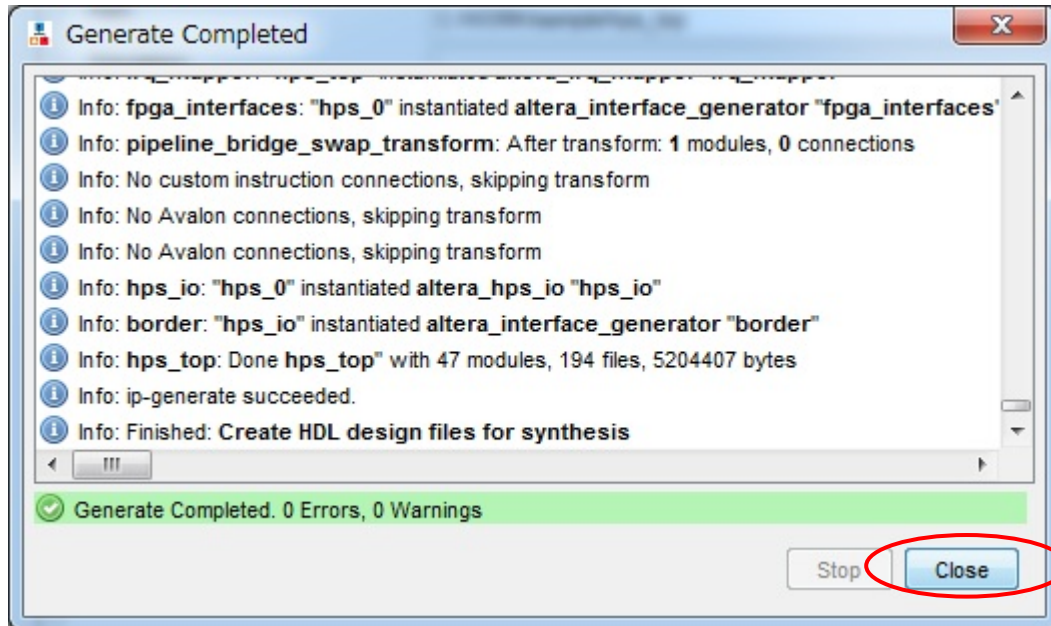 Generate Completed
Info: fpga_interfaces: "hps_0" instantiated altera_interface_generator "fpga_interfaces"
Info: pipeline_bridge_swap_transform: After transform: 1 modules, 0 connections
Info: No custom instruction connections, skipping transform
Info: No Avalon connections, skipping transform
Info: No Avalon connections, skipping transform
Info: hps_io: "hps_0" instantiated altera_hps_io "hps_io"
Info: border: "hps_io" instantiated altera_interface_generator "border"
Info: hps_top: Done hps_top" with 47 modules, 194 files, 5204407 bytes
Info: ip-generate succeeded.
Info: Finished: Create HDL design files for synthesis
Generate Completed. 0 Errors, 0 Warnings
Stop Close